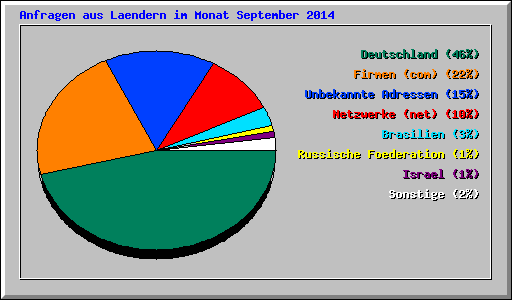 Anfragen aus Laendern im Monat September 2014
Deutschland (46%)
Firmen (com) (22%)
Unbekannte Adressen (15%)
Netzwerke (net) (10%)
Brasilien (3%)
Russische Foederation (1%)
Israel (1%)
Sonstige (2%)